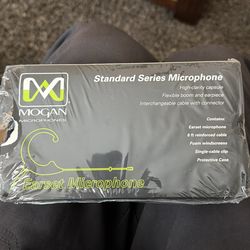 MOGAN
MICROPHONES
Standard Series Microphone
High-clarity capsule
Flexible boom and earpiece
Interchangeable cable with connector
Contains
Earset microphone
6 ft reinforced cable
Foam windscreens
Single-cable clip
Protective Case
Earset Microphone